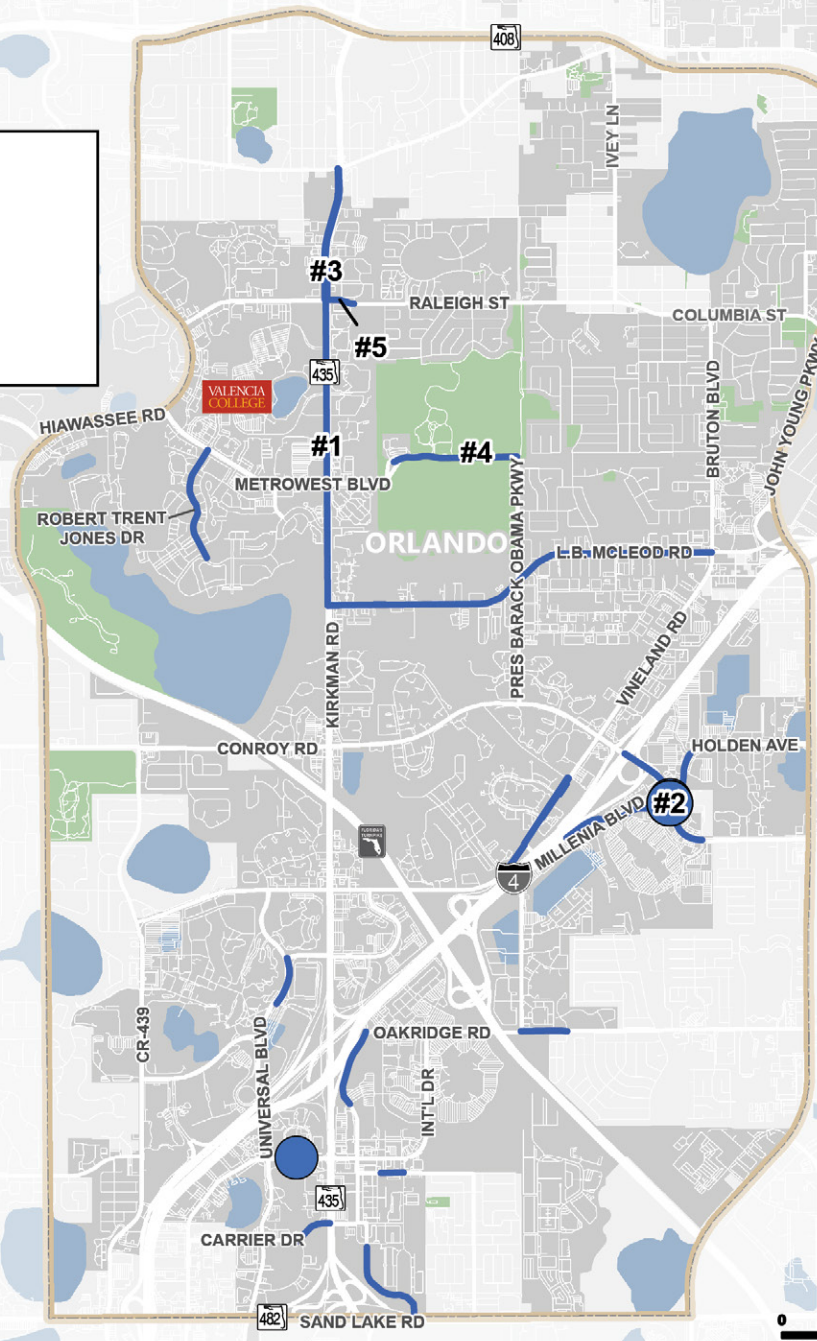 408
IVEY LN
#3
RALEIGH ST
COLUMBIA ST
#5
435
VALENCIA
COLLEGE
HIAWASSEE RD
BRUTON BLVD
JOHN YOUNG PKWY
#1
#4
METROWEST BLVD
ROBERT TRENT
JONES DR
ORLANDO
PRES BARACK OBAMA PKWY
L.B. MCLEOD RD
KIRKMAN RD
VINELAND RD
CONROY RD
HOLDEN AVE
#2
MILLENIA BLVD
FLORIDA'S
TURNPIKE
4
CR-439
UNIVERSAL BLVD
OAKRIDGE RD
INT'L DR
435
CARRIER DR
482
SAND LAKE RD
0